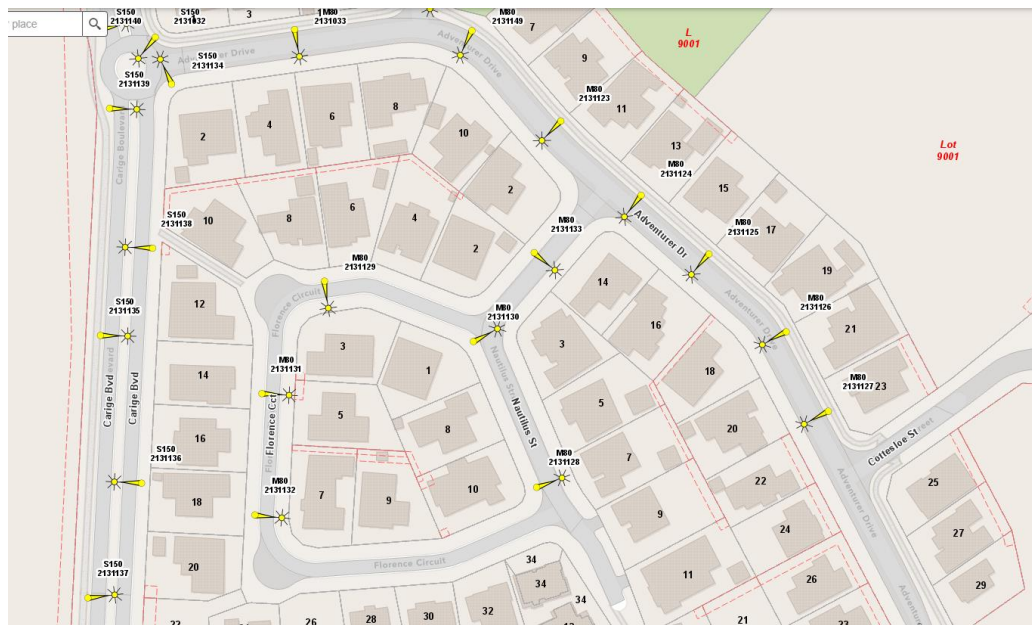 r place
S150
2131140
S150
2131032
3
1
M80
2131033
M80
2131149
7
L
9001
Adventurer Drive
S150
2131134
S150
2131139
Adventurer Drive
9
M80
2131123
11
Carige Boulevard
2
4
6
8
10
13
M80
2131124
Lot
9001
2
15
10
S150
2131138
8
6
4
2
M80
2131133
Adventurer Dr
M80
2131125
17
M80
2131129
19
14
Florence Circuit
12
S150
2131135
M80
2131130
Adventurer Drive
M80
2131126
16
21
3
3
1
Carige Bvd
Carige Bvd
M80
2131131
Nautilus St
18
M80
2131127
23
14
Florence Cct
5
5
8
Nautilus St
20
Cottesloe Street
Cottesloe St
16
S150
2131136
M80
2131128
7
22
25
M80
2131132
7
9
10
18
9
24
Adventurer Drive
27
20
Florence Circuit
34
34
11
26
29
S150
2131137
34
32
30
28
26
21